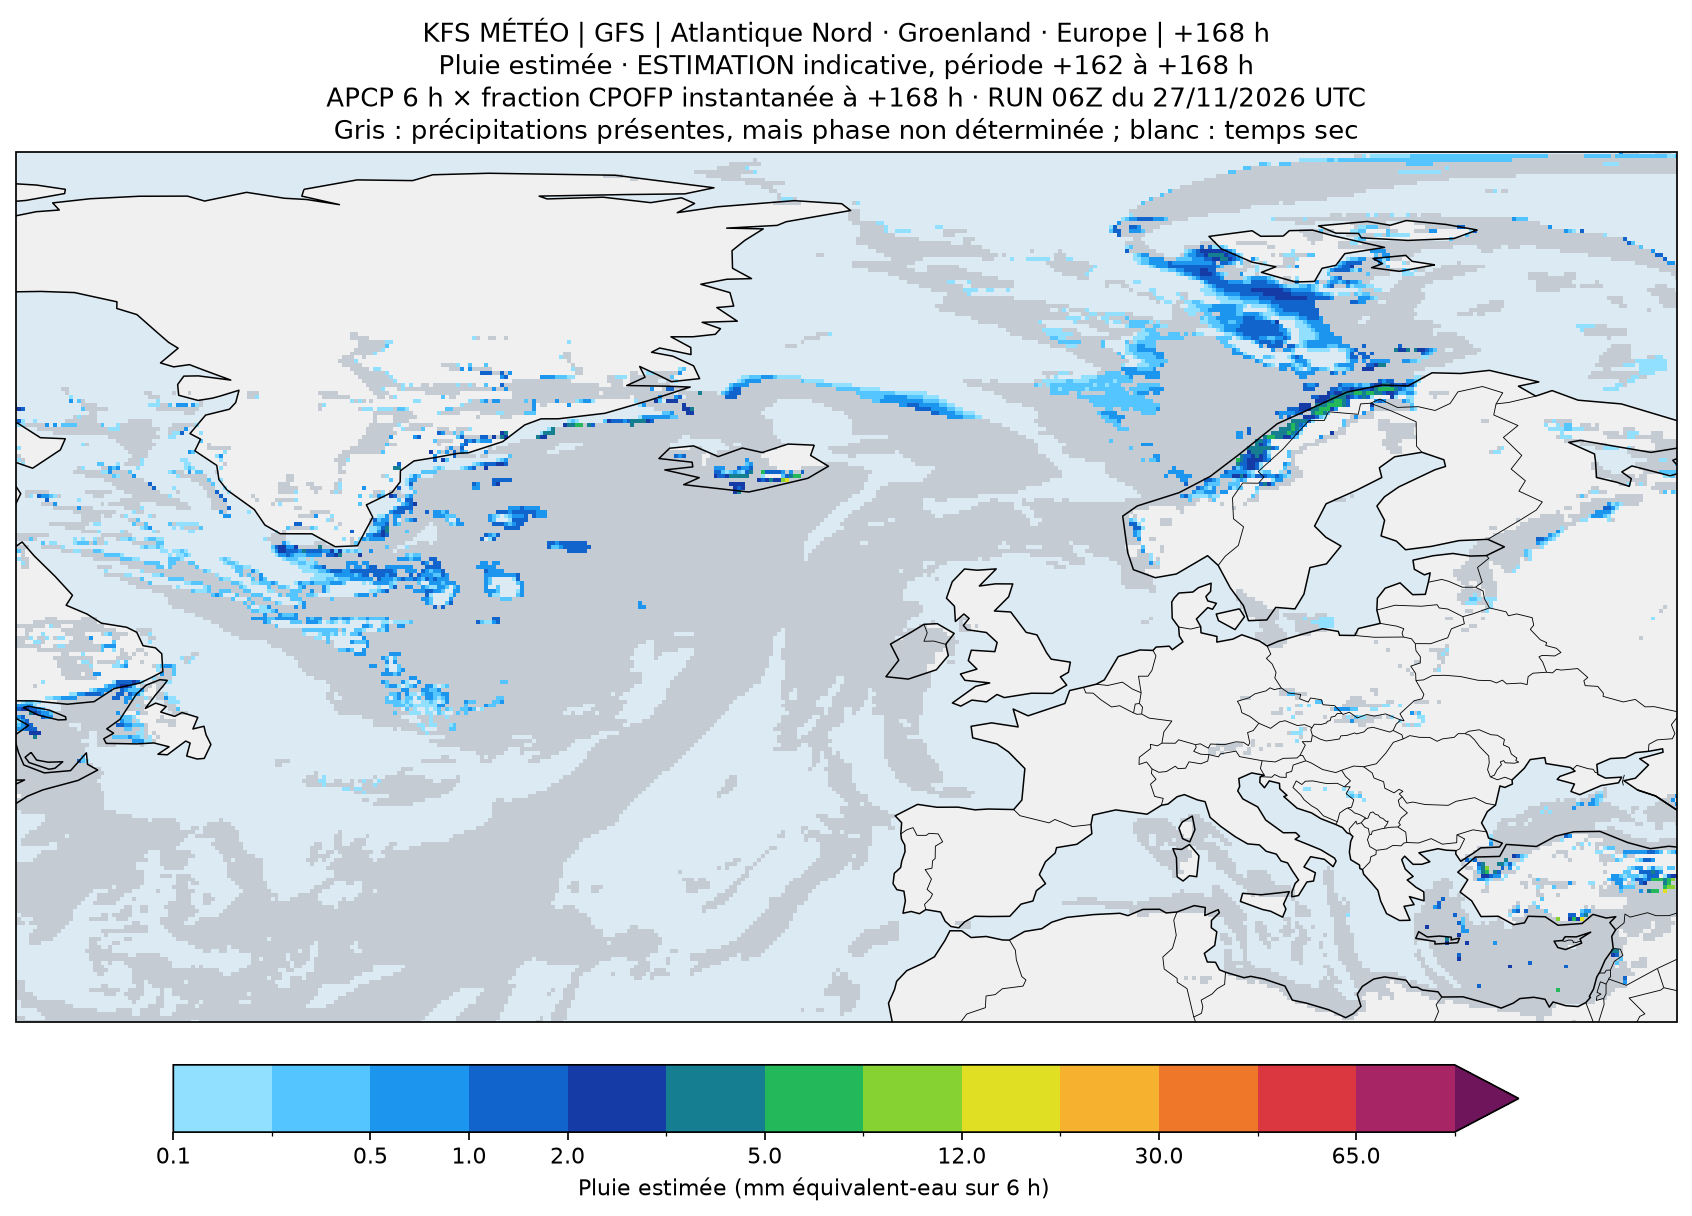 KFS MÉTÉO | GFS | Atlantique Nord · Groenland · Europe | +168 h
Pluie estimée · ESTIMATION indicative, période +162 à +168 h
APCP 6 h × fraction CPOFP instantanée à +168 h · RUN 06Z du 27/11/2026 UTC
Gris : précipitations présentes, mais phase non déterminée ; blanc : temps sec
0.1 0.5 1.0 2.0 5.0 12.0 30.0 65.0
Pluie estimée (mm équivalent-eau sur 6 h)